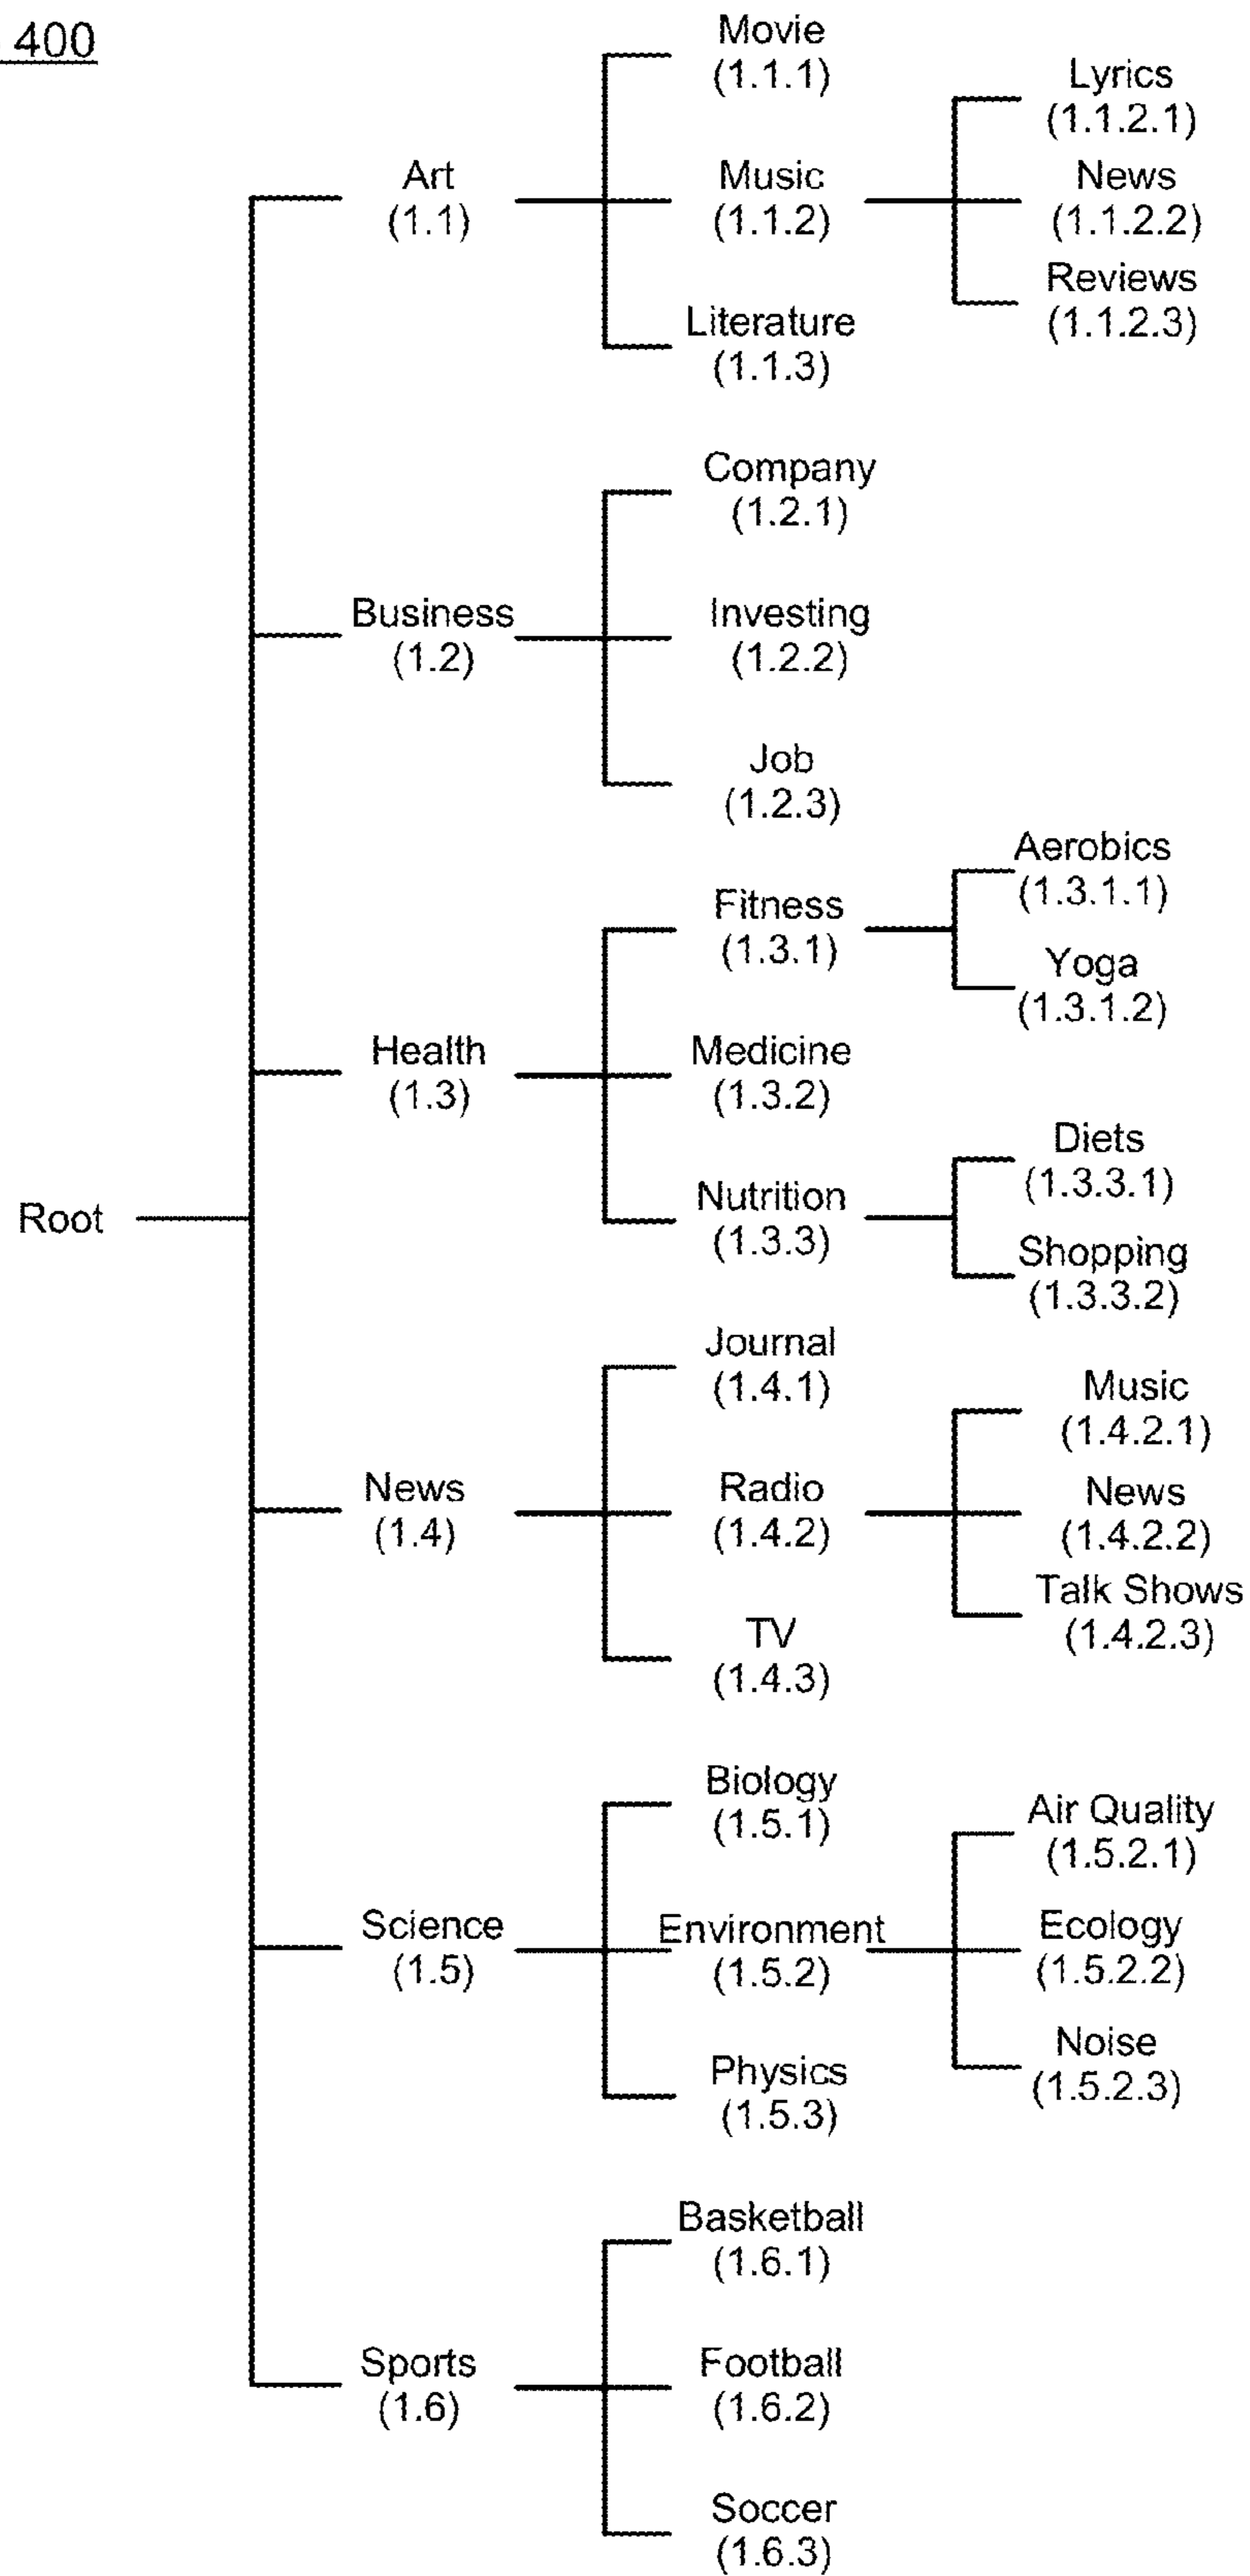 400
Root
Art
(1.1)
Movie
(1.1.1)
Music
(1.1.2)
Lyrics
(1.1.2.1)
News
(1.1.2.2)
Reviews
(1.1.2.3)
Literature
(1.1.3)
Business
(1.2)
Company
(1.2.1)
Investing
(1.2.2)
Job
(1.2.3)
Health
(1.3)
Fitness
(1.3.1)
Aerobics
(1.3.1.1)
Yoga
(1.3.1.2)
Medicine
(1.3.2)
Nutrition
(1.3.3)
Diets
(1.3.3.1)
Shopping
(1.3.3.2)
News
(1.4)
Journal
(1.4.1)
Radio
(1.4.2)
Music
(1.4.2.1)
News
(1.4.2.2)
Talk Shows
(1.4.2.3)
TV
(1.4.3)
Science
(1.5)
Biology
(1.5.1)
Environment
(1.5.2)
Air Quality
(1.5.2.1)
Ecology
(1.5.2.2)
Noise
(1.5.2.3)
Physics
(1.5.3)
Sports
(1.6)
Basketball
(1.6.1)
Football
(1.6.2)
Soccer
(1.6.3)